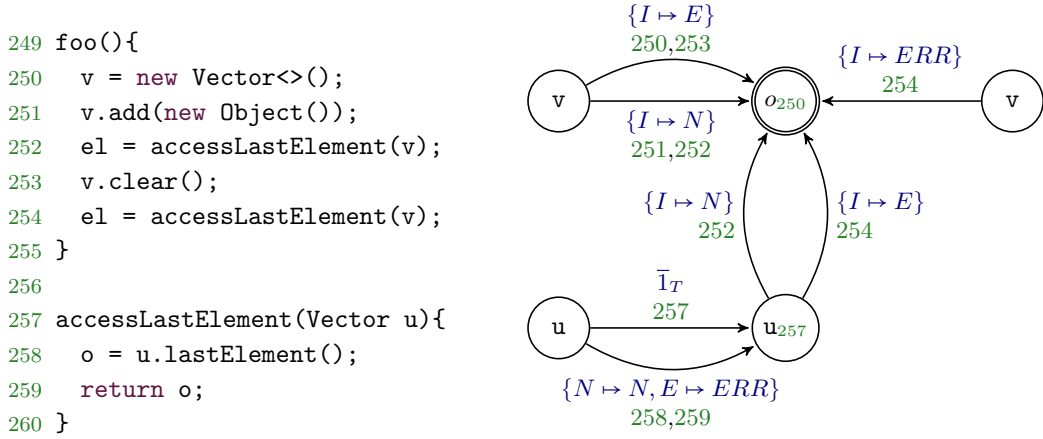 249 foo(){
250   v = new Vector<>();
251   v.add(new Object());
252   el = accessLastElement(v);
253   v.clear();
254   el = accessLastElement(v);
255 }
256
257 accessLastElement(Vector u){
258   o = u.lastElement();
259   return o;
260 }
{I ↦ E}
250,253
{I ↦ ERR}
254
v
o₂₅₀
v
{I ↦ N}
251,252
{I ↦ N}
252
{I ↦ E}
254
1̅_T
257
u
u₂₅₇
{N ↦ N, E ↦ ERR}
258,259